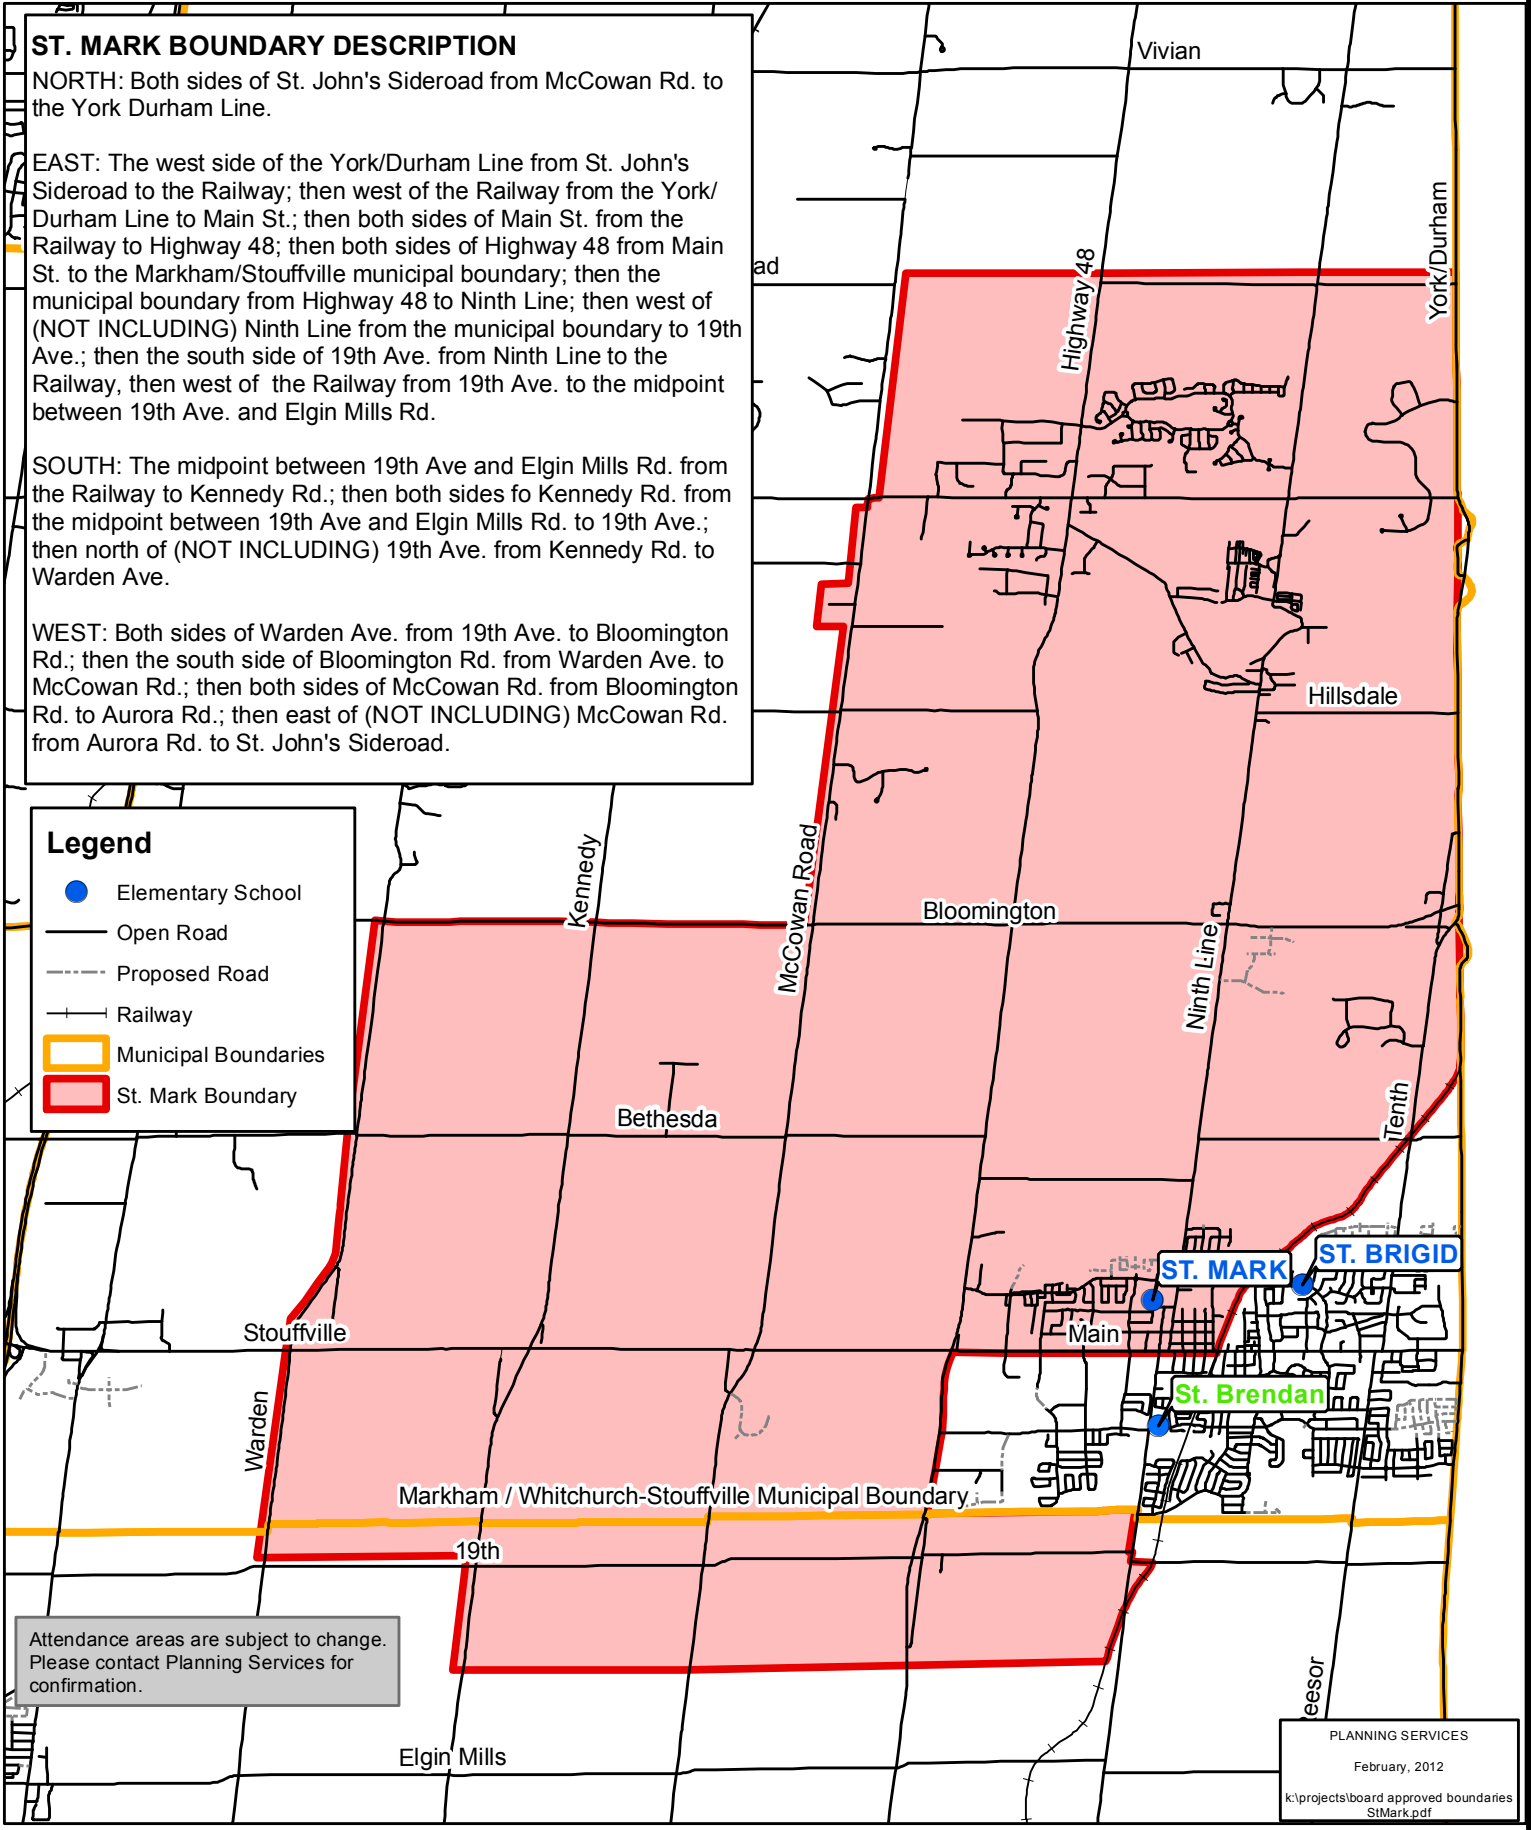 ST. MARK BOUNDARY DESCRIPTION
NORTH: Both sides of St. John's Sideroad from McCowan Rd. to
the York Durham Line.
EAST: The west side of the York/Durham Line from St. John's
Sideroad to the Railway; then west of the Railway from the York/
Durham Line to Main St.; then both sides of Main St. from the
Railway to Highway 48; then both sides of Highway 48 from Main
St. to the Markham/Stouffville municipal boundary; then the
municipal boundary from Highway 48 to Ninth Line; then west of
(NOT INCLUDING) Ninth Line from the municipal boundary to 19th
Ave.; then the south side of 19th Ave. from Ninth Line to the
Railway, then west of  the Railway from 19th Ave. to the midpoint
between 19th Ave. and Elgin Mills Rd.
SOUTH: The midpoint between 19th Ave and Elgin Mills Rd. from
the Railway to Kennedy Rd.; then both sides fo Kennedy Rd. from
the midpoint between 19th Ave and Elgin Mills Rd. to 19th Ave.;
then north of (NOT INCLUDING) 19th Ave. from Kennedy Rd. to
Warden Ave.
WEST: Both sides of Warden Ave. from 19th Ave. to Bloomington
Rd.; then the south side of Bloomington Rd. from Warden Ave. to
McCowan Rd.; then both sides of McCowan Rd. from Bloomington
Rd. to Aurora Rd.; then east of (NOT INCLUDING) McCowan Rd.
from Aurora Rd. to St. John's Sideroad.
Vivian
ad
York/Durham
Highway 48
Hillsdale
Legend
Elementary School
Open Road
Proposed Road
Railway
Municipal Boundaries
St. Mark Boundary
Kennedy
McCowan Road
Bloomington
Ninth Line
Bethesda
Tenth
ST. MARK
ST. BRIGID
Stouffville
Main
St. Brendan
Warden
Markham / Whitchurch-Stouffville Municipal Boundary
19th
Attendance areas are subject to change.
Please contact Planning Services for
confirmation.
eesor
Elgin Mills
PLANNING SERVICES
February, 2012
k:\projects\board approved boundaries
StMark.pdf